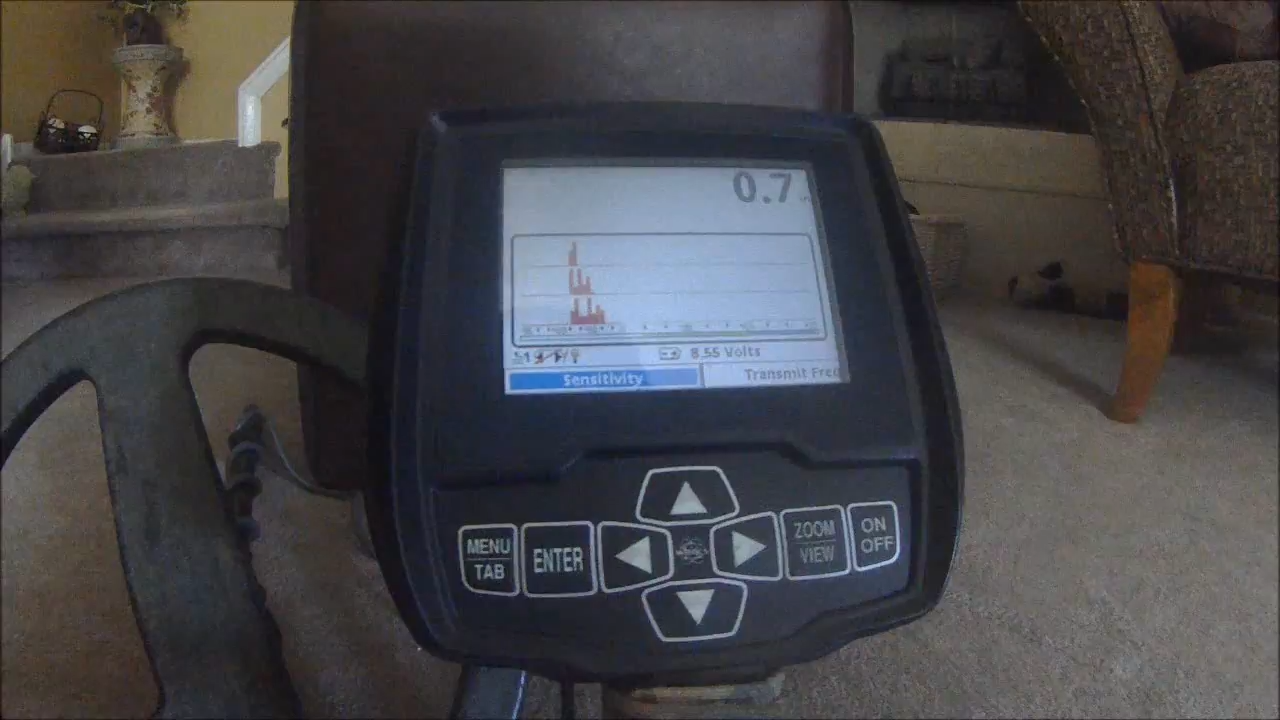 0.7
8.55 Volts
Sensitivity
Transmit Freq
MENU
TAB
ENTER
ZOOM
VIEW
ON
OFF